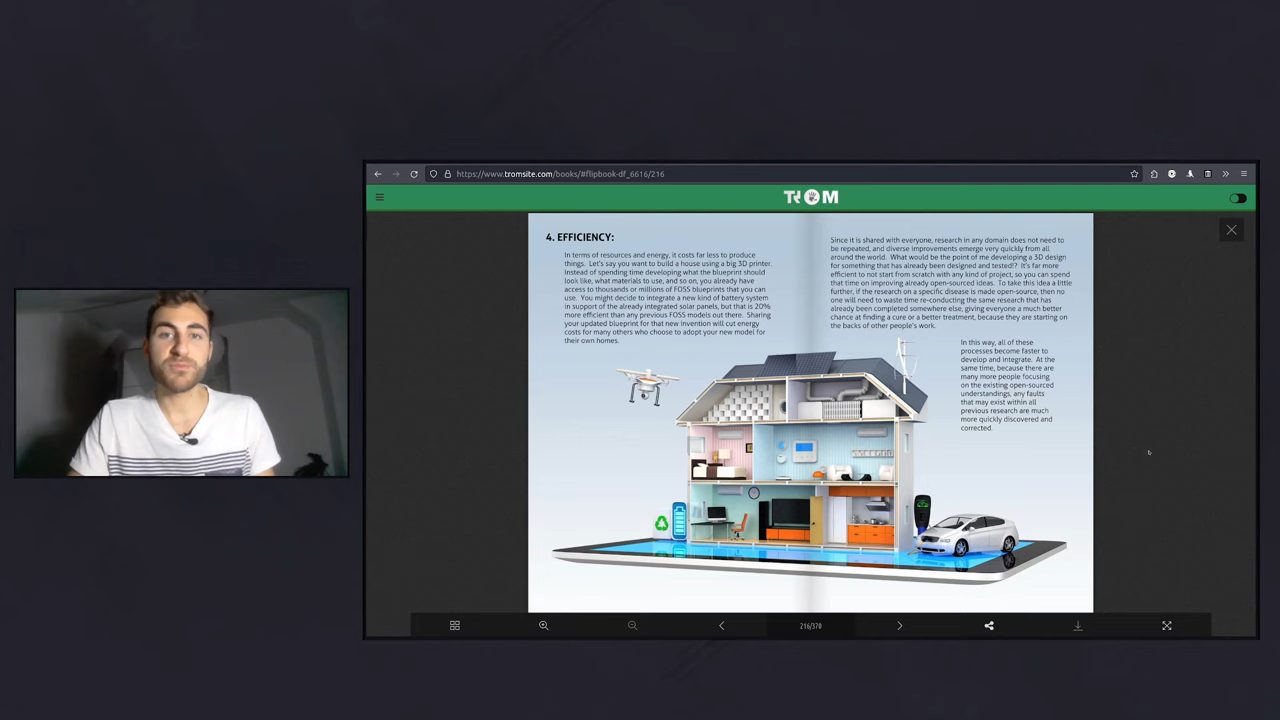 https://www.tromsite.com/books/#flipbook-df_6616/216
TROM
4. EFFICIENCY:
In terms of resources and energy, it costs far less to produce
things. Let's say you want to build a house using a big 3D printer.
Instead of spending time developing what the blueprint should
look like, what materials to use, and so on, you already have
access to thousands or millions of FOSS blueprints that you can
use. You might decide to integrate a new kind of battery system
in support of the already integrated solar panels, but that is 20%
more efficient than any previous FOSS models out there. Sharing
your updated blueprint for that new invention will cut energy
costs for many others who choose to adopt your new model for
their own homes.
Since it is shared with everyone, research in any domain does not need to
be repeated, and diverse improvements emerge very quickly from all
around the world. What would be the point of me developing a 3D design
for something that has already been designed and tested!? It's far more
efficient to not start from scratch with any kind of project, so you can spend
that time on improving already open-sourced ideas. To take this idea a little
further, if the research on a specific disease is made open-source, then no
one will need to waste time re-conducting the same research that has
already been completed somewhere else, giving everyone a much better
chance at finding a cure or a better treatment, because they are starting on
the backs of other people's work.
In this way, all of these
processes become faster to
develop and integrate. At the
same time, because there are
many more people focusing
on the existing open-sourced
understandings, any faults
that may exist within all
previous research are much
more quickly discovered and
corrected.
216/370